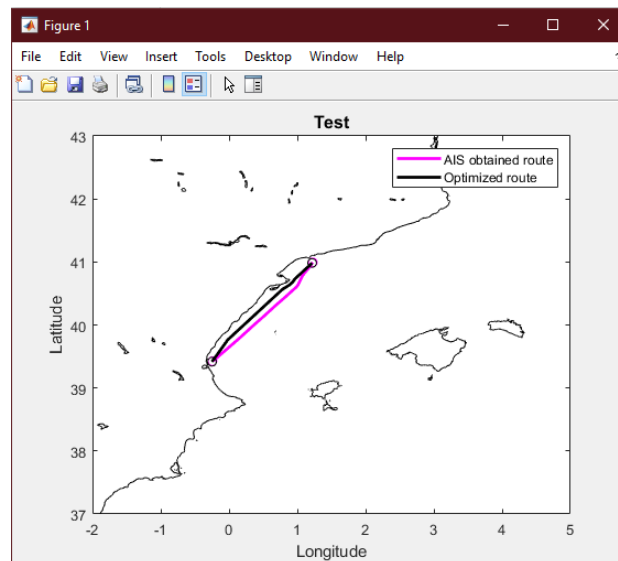 Figure 1
File Edit View Insert Tools Desktop Window Help
Test
AIS obtained route
Optimized route
43
42
41
40
39
38
37
Latitude
-2 -1 0 1 2 3 4 5
Longitude